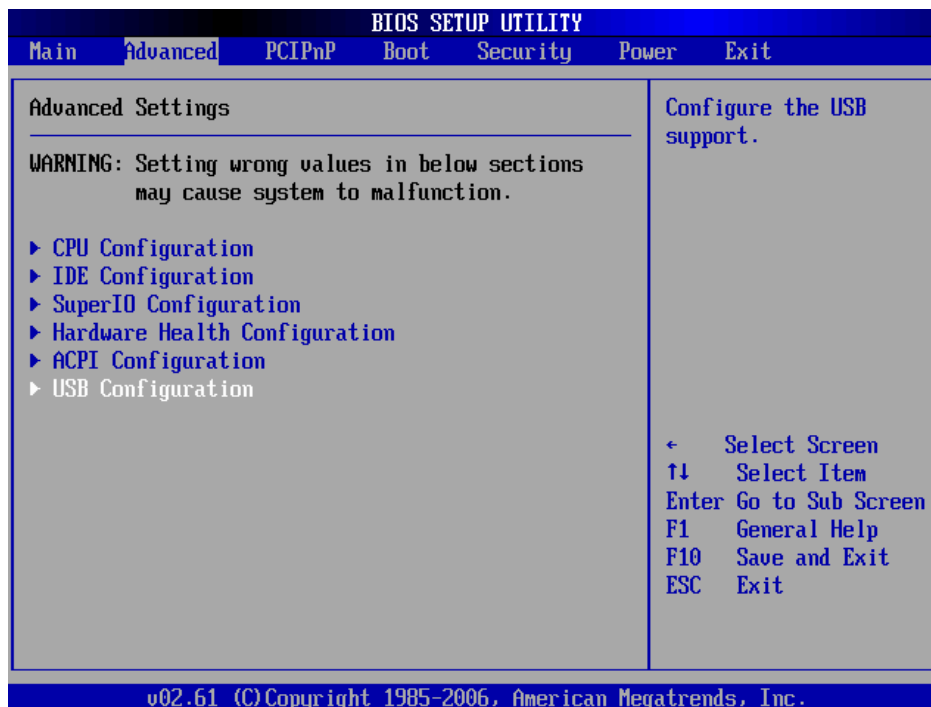 BIOS SETUP UTILITY
Main Advanced PCIPnP Boot Security Power Exit
Advanced Settings
WARNING: Setting wrong values in below sections
may cause system to malfunction.
▶ CPU Configuration
▶ IDE Configuration
▶ SuperIO Configuration
▶ Hardware Health Configuration
▶ ACPI Configuration
▶ USB Configuration
Configure the USB
support.
← Select Screen
↑↓ Select Item
Enter Go to Sub Screen
F1 General Help
F10 Save and Exit
ESC Exit
v02.61 (C)Copyright 1985-2006, American Megatrends, Inc.